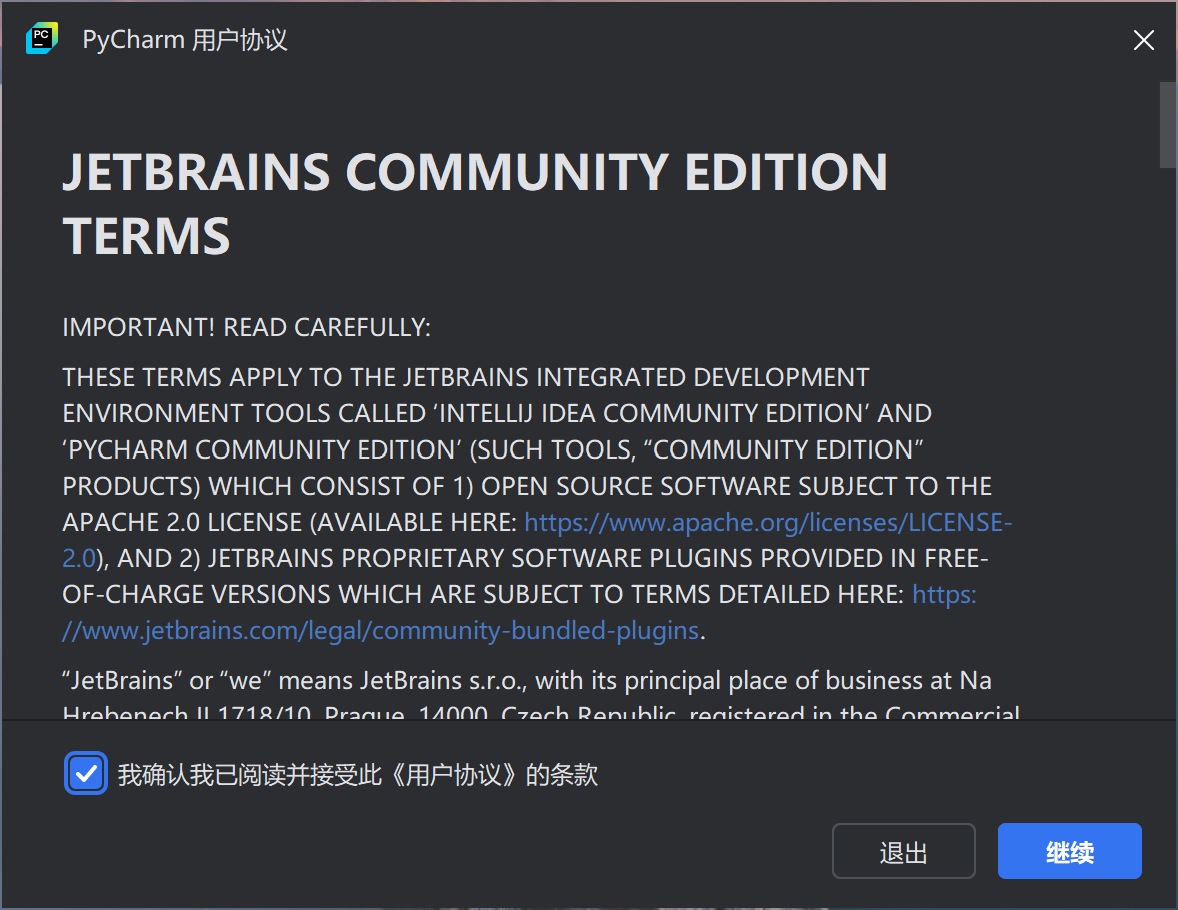 PC
PyCharm 用户协议
JETBRAINS COMMUNITY EDITION
TERMS
IMPORTANT! READ CAREFULLY:
THESE TERMS APPLY TO THE JETBRAINS INTEGRATED DEVELOPMENT
ENVIRONMENT TOOLS CALLED ‘INTELLIJ IDEA COMMUNITY EDITION’ AND
‘PYCHARM COMMUNITY EDITION’ (SUCH TOOLS, “COMMUNITY EDITION”
PRODUCTS) WHICH CONSIST OF 1) OPEN SOURCE SOFTWARE SUBJECT TO THE
APACHE 2.0 LICENSE (AVAILABLE HERE: https://www.apache.org/licenses/LICENSE-
2.0), AND 2) JETBRAINS PROPRIETARY SOFTWARE PLUGINS PROVIDED IN FREE-
OF-CHARGE VERSIONS WHICH ARE SUBJECT TO TERMS DETAILED HERE: https:
//www.jetbrains.com/legal/community-bundled-plugins.
“JetBrains” or “we” means JetBrains s.r.o., with its principal place of business at Na
Hrebenech II 1718/10, Prague, 14000, Czech Republic, registered in the Commercial
我确认我已阅读并接受此《用户协议》的条款
退出
继续